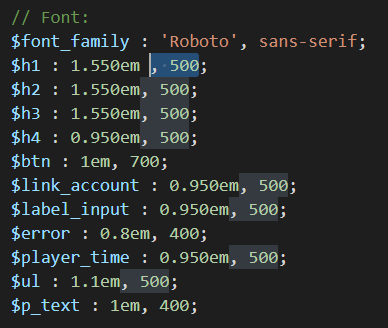 // Font:
$font_family : 'Roboto', sans-serif;
$h1 : 1.550em , 500;
$h2 : 1.550em, 500;
$h3 : 1.550em, 500;
$h4 : 0.950em, 500;
$btn : 1em, 700;
$link_account : 0.950em, 500;
$label_input : 0.950em, 500;
$error : 0.8em, 400;
$player_time : 0.950em, 500;
$ul : 1.1em, 500;
$p_text : 1em, 400;